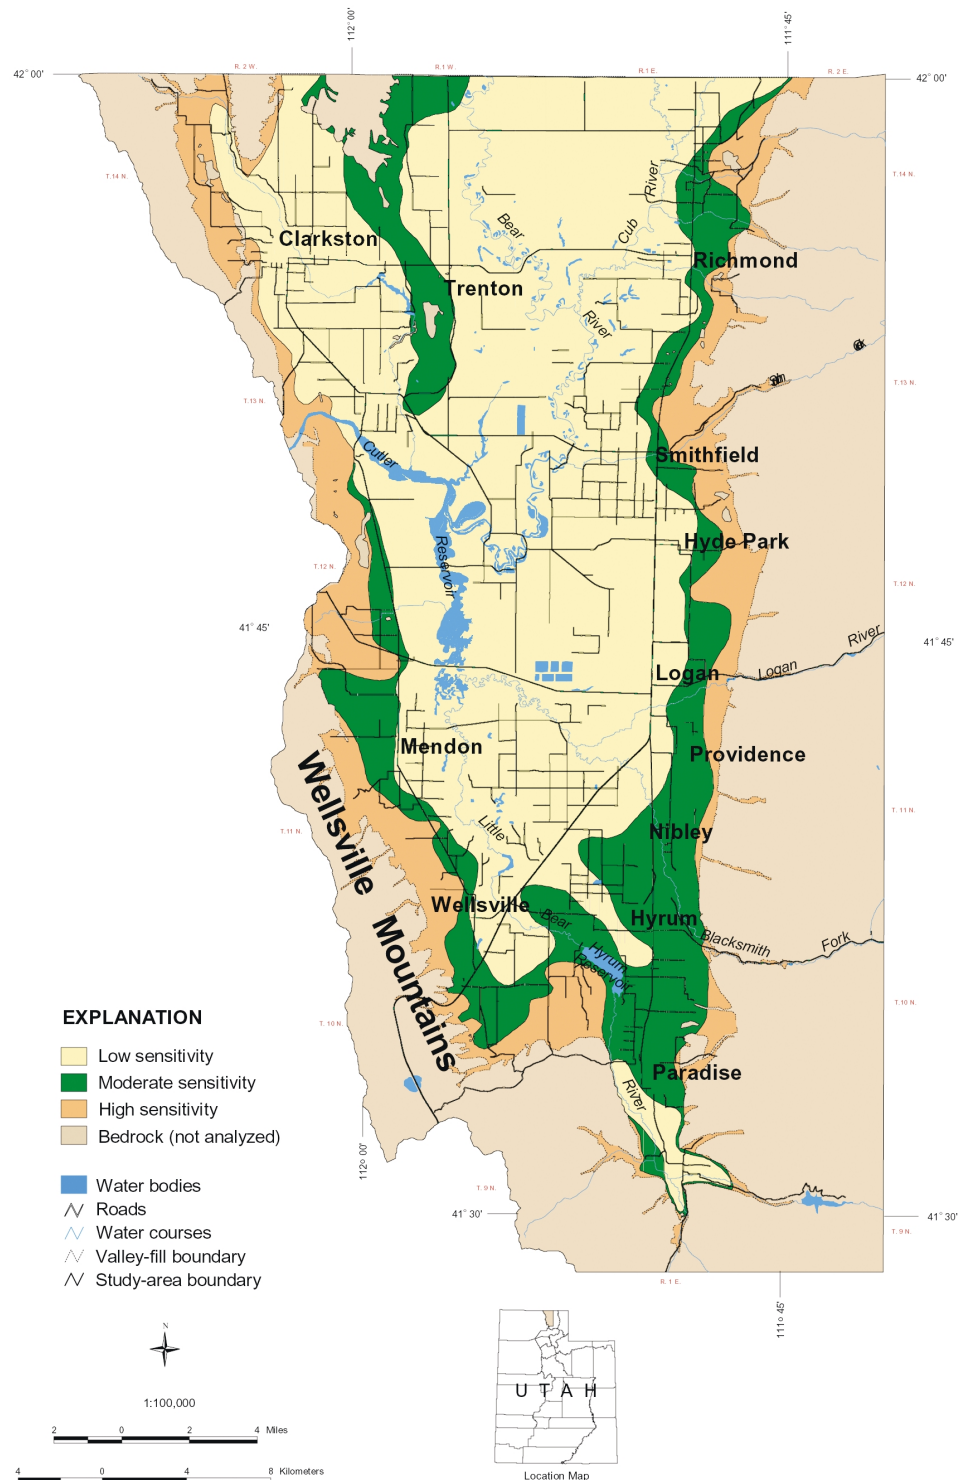 112° 00'
111° 45'
42° 00'
R. 2 W.
R. 1 W.
R. 1 E.
R. 2 E.
42° 00'
T. 14 N.
T. 14 N.
River
Bear
Cub
Clarkston
Richmond
Trenton
River
T. 13 N.
T. 13 N.
Cutler
Smithfield
Reservoir
Hyde Park
T. 12 N.
T. 12 N.
41° 45'
River
41° 45'
Logan
Logan
Mendon
Providence
Wellsville
Mountains
T. 11 N.
T. 11 N.
Little
Nibley
Wellsville
Bear
Hyrum
Blacksmith
Fork
Hyrum
Reservoir
T. 10 N.
T. 10 N.
Paradise
River
EXPLANATION
Low sensitivity
Moderate sensitivity
High sensitivity
Bedrock (not analyzed)
Water bodies
Roads
Water courses
Valley-fill boundary
Study-area boundary
112° 00'
T. 9 N.
41° 30'
41° 30'
T. 9 N.
R. 1 E.
111° 45'
N
1:100,000
2 0 2 4 Miles
4 0 4 8 Kilometers
UTAH
Location Map